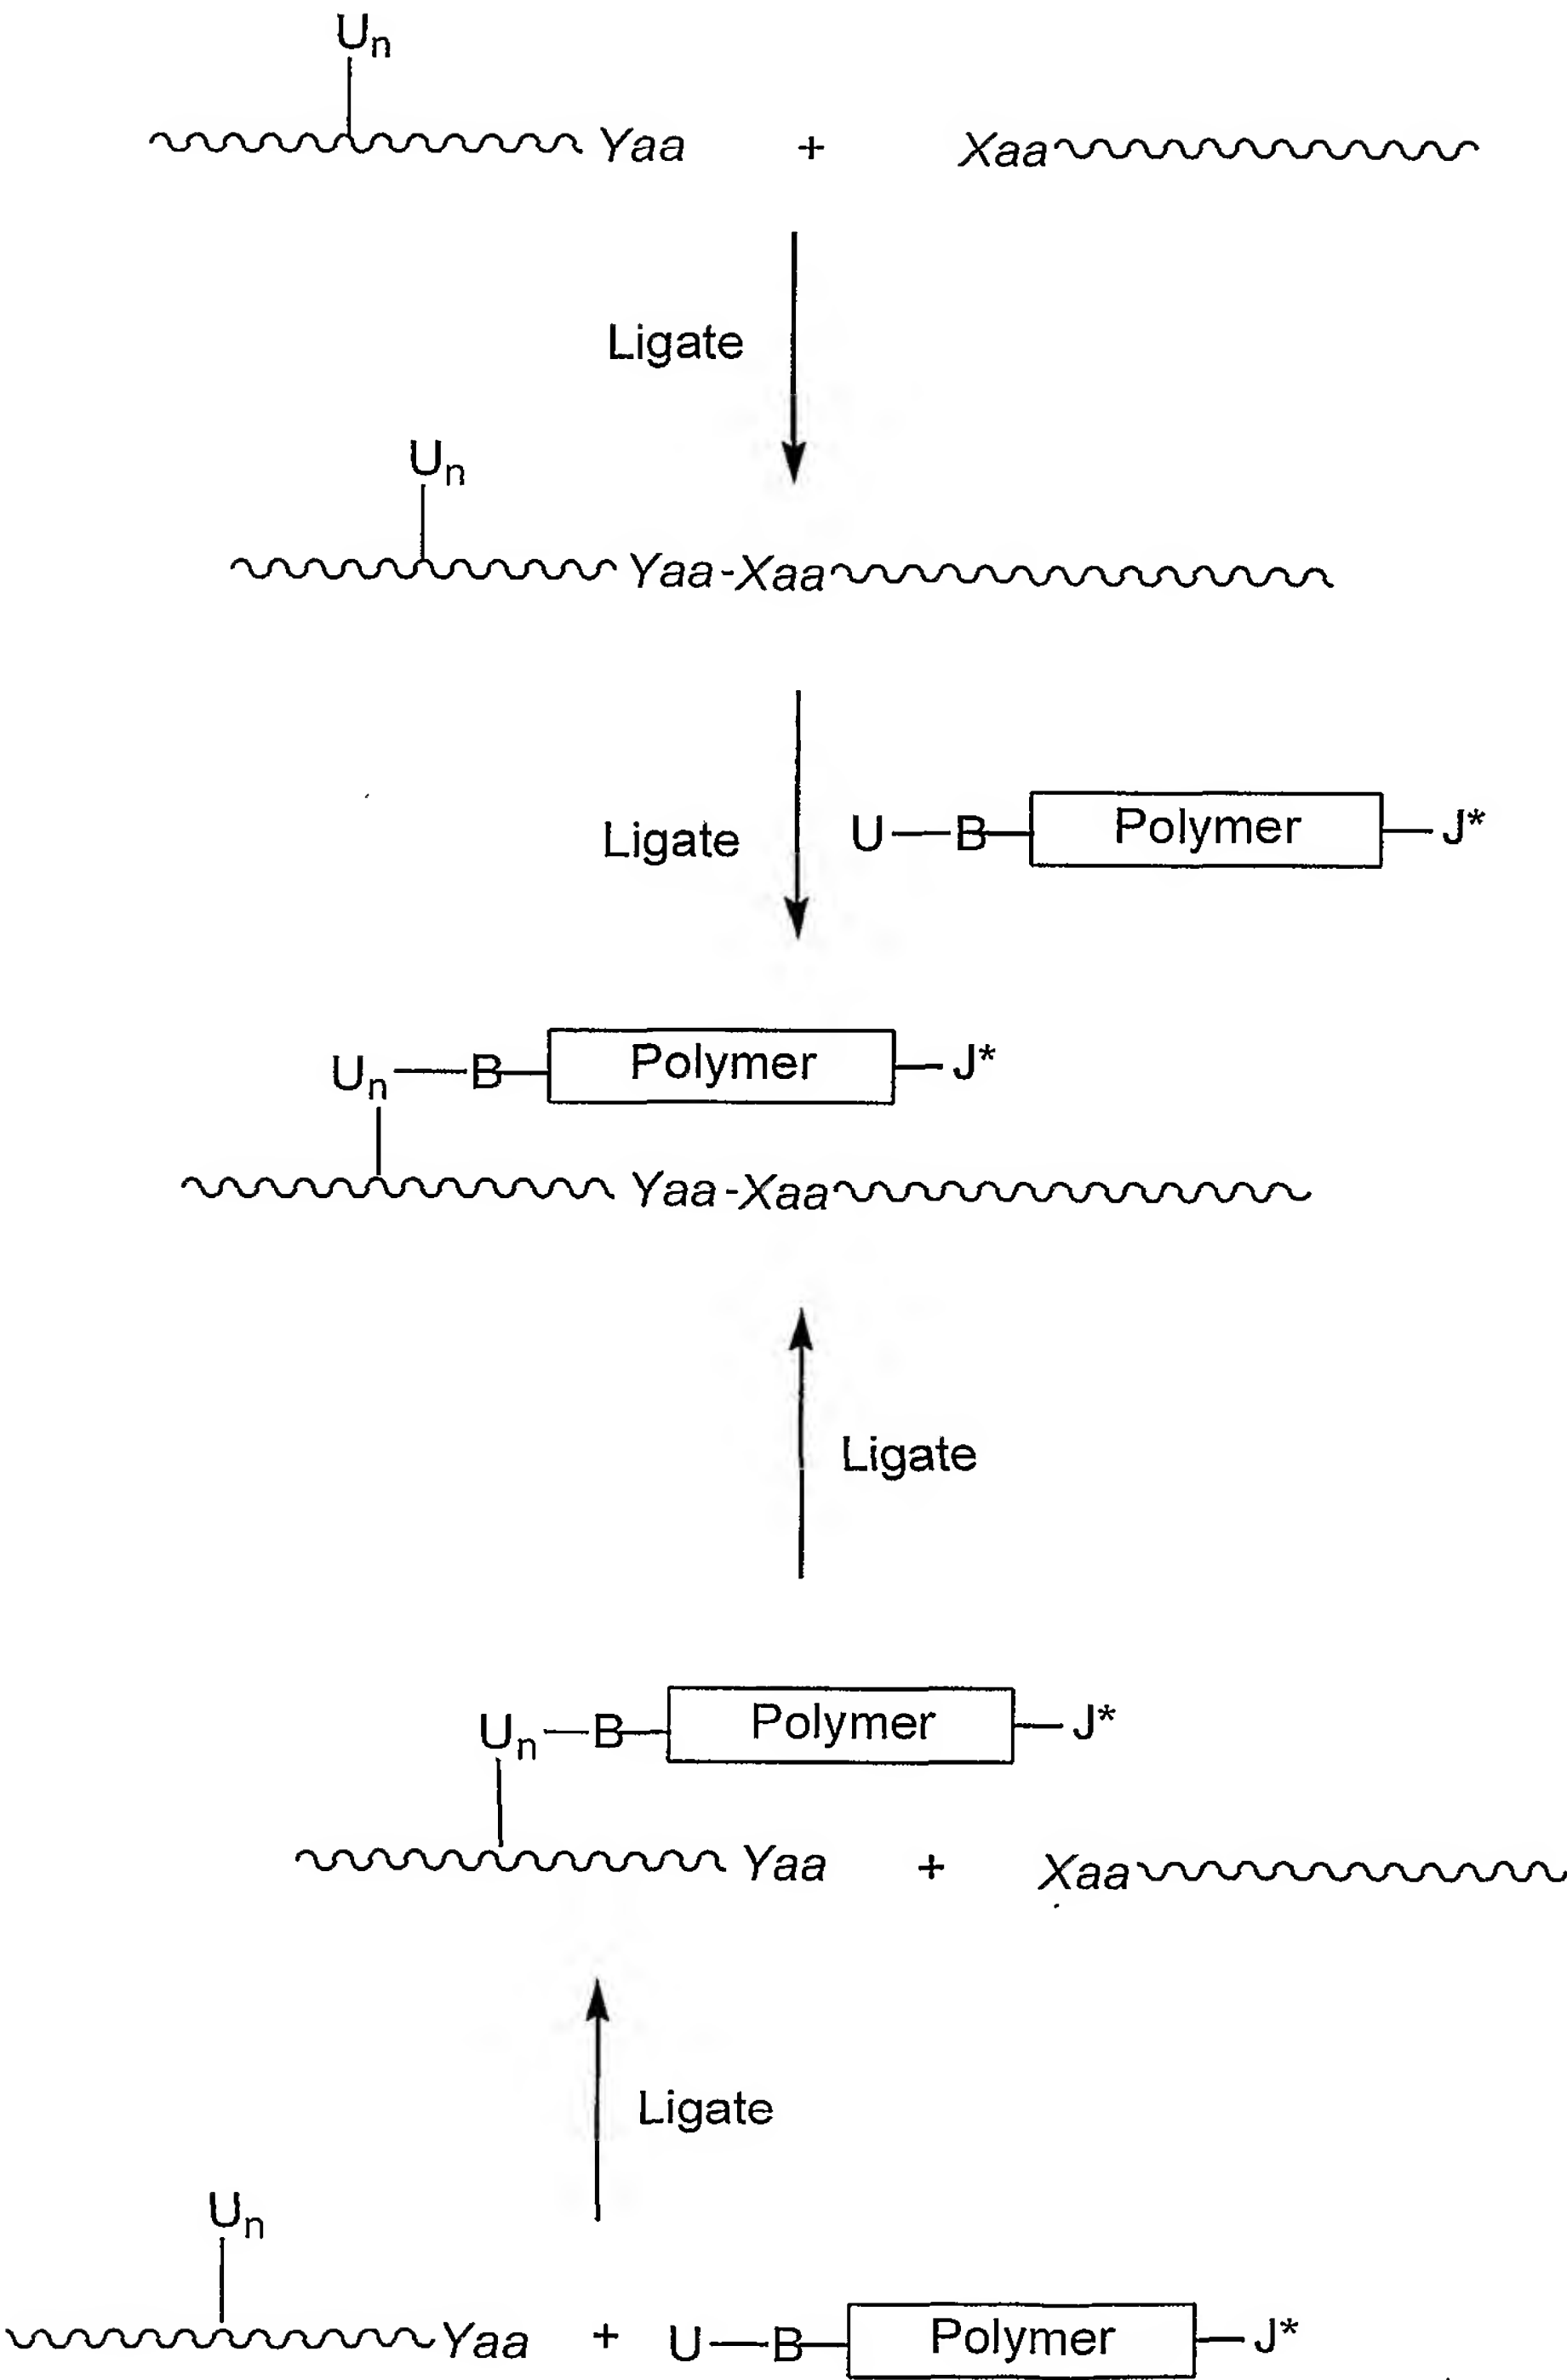 Un
Yaa + Xaa
Ligate
Un
Yaa-Xaa
Ligate U—B—Polymer—J*
Un—B—Polymer—J*
Yaa-Xaa
Ligate
Un—B—Polymer—J*
Yaa + Xaa
Ligate
Un
Yaa + U—B—Polymer—J*